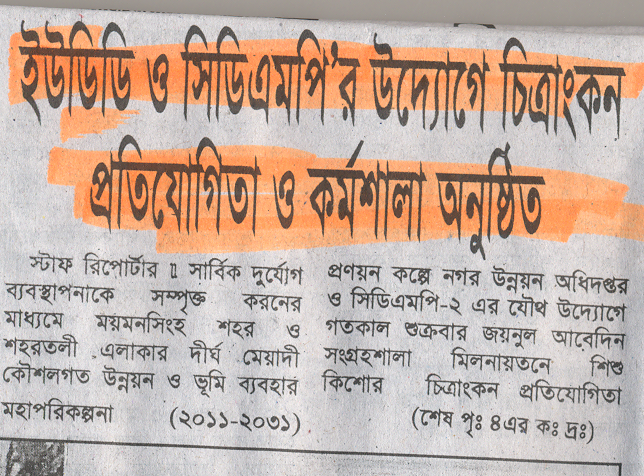 ইউডিডি ও সিডিএমপি'র উদ্যোগে চিত্রাংকন
প্রতিযোগিতা ও কর্মশালা অনুষ্ঠিত
স্টাফ রিপোর্টার ॥ সার্বিক দুর্যোগ
ব্যবস্থাপনাকে সম্পৃক্ত করনের
মাধ্যমে ময়মনসিংহ শহর ও
শহরতলী এলাকার দীর্ঘ মেয়াদী
কৌশলগত উন্নয়ন ও ভূমি ব্যবহার
মহাপরিকল্পনা (২০১১-২০৩১)
প্রণয়ন কল্পে নগর উন্নয়ন অধিদপ্তর
ও সিডিএমপি-২ এর যৌথ উদ্যোগে
গতকাল শুক্রবার জয়নুল আবেদিন
সংগ্রহশালা মিলনায়তনে শিশু
কিশোর চিত্রাংকন প্রতিযোগিতা
(শেষ পৃঃ ৪এর কঃ দ্রঃ)